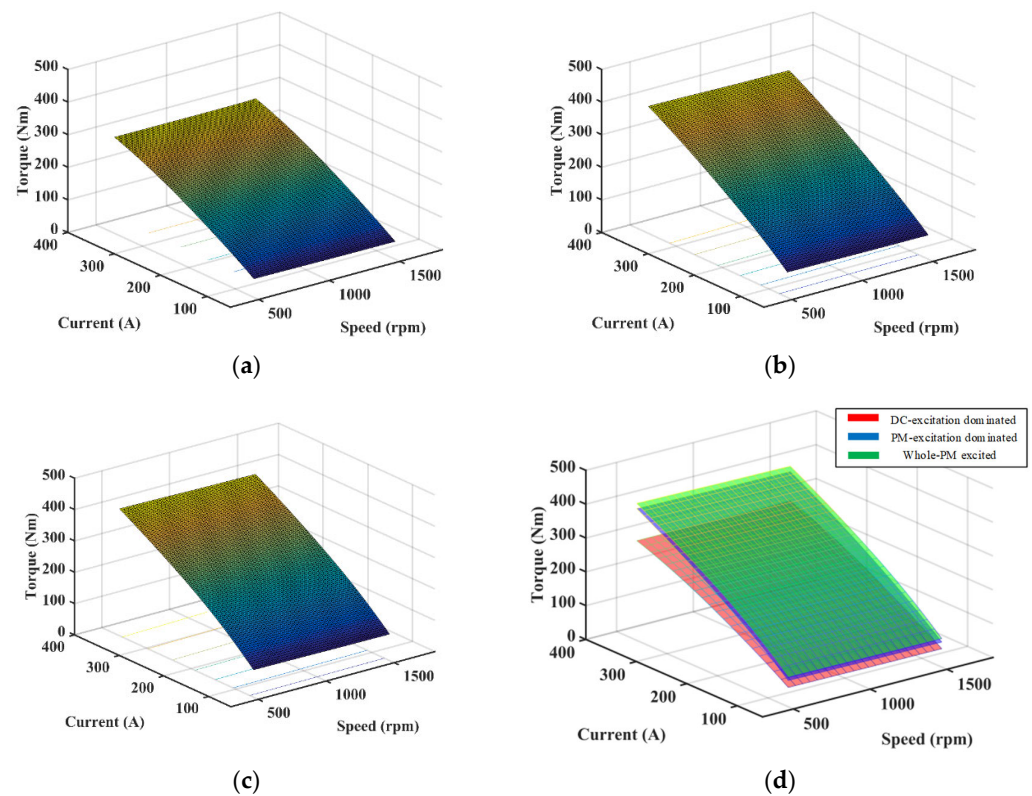 500
400
300
200
100
0
Torque (Nm)
400
300
200
100
Current (A)
500
1000
1500
Speed (rpm)
(a)
500
400
300
200
100
0
Torque (Nm)
400
300
200
100
Current (A)
500
1000
1500
Speed (rpm)
(b)
500
400
300
200
100
0
Torque (Nm)
400
300
200
100
Current (A)
500
1000
1500
Speed (rpm)
(c)
DC-excitation dominated
PM-excitation dominated
Whole-PM excited
500
400
300
200
100
0
Torque (Nm)
400
300
200
100
Current (A)
500
1000
1500
Speed (rpm)
(d)